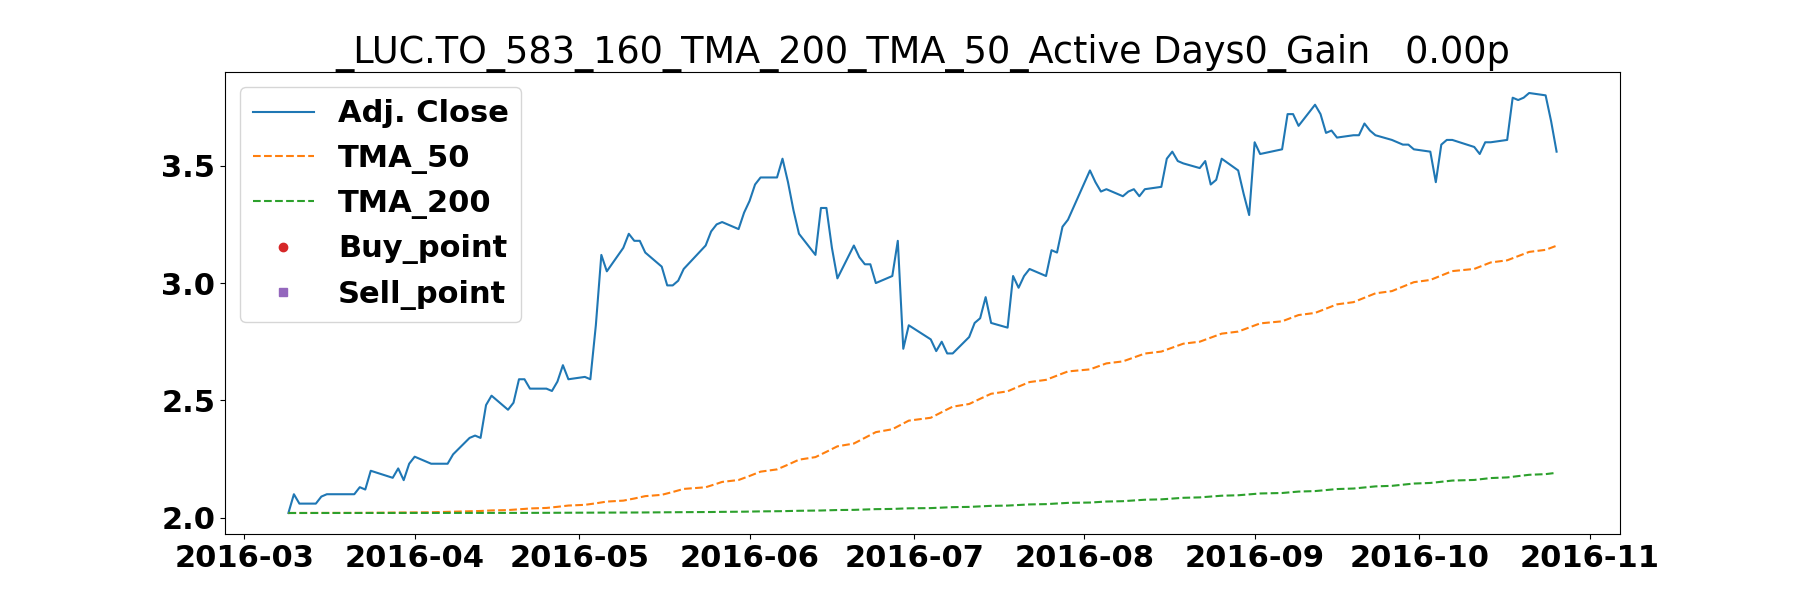 _LUC.TO_583_160_TMA_200_TMA_50_Active Days0_Gain   0.00p
Adj. Close
TMA_50
TMA_200
Buy_point
Sell_point
3.5
3.0
2.5
2.0
2016-03 2016-04 2016-05 2016-06 2016-07 2016-08 2016-09 2016-10 2016-11